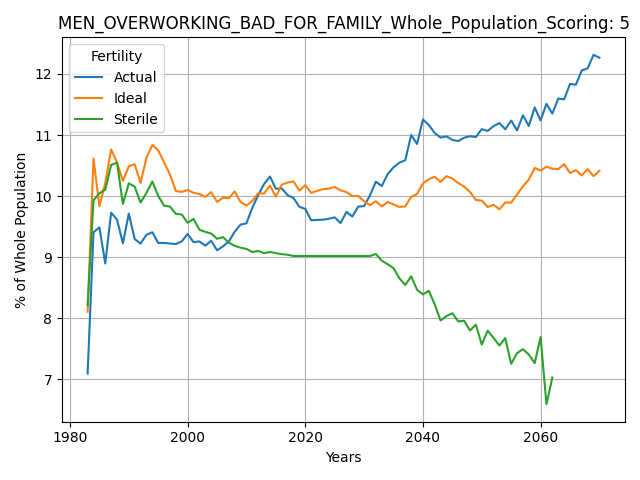 MEN_OVERWORKING_BAD_FOR_FAMILY_Whole_Population_Scoring: 5
Fertility
Actual
Ideal
Sterile
% of Whole Population
12
11
10
9
8
7
1980
2000
2020
2040
2060
Years